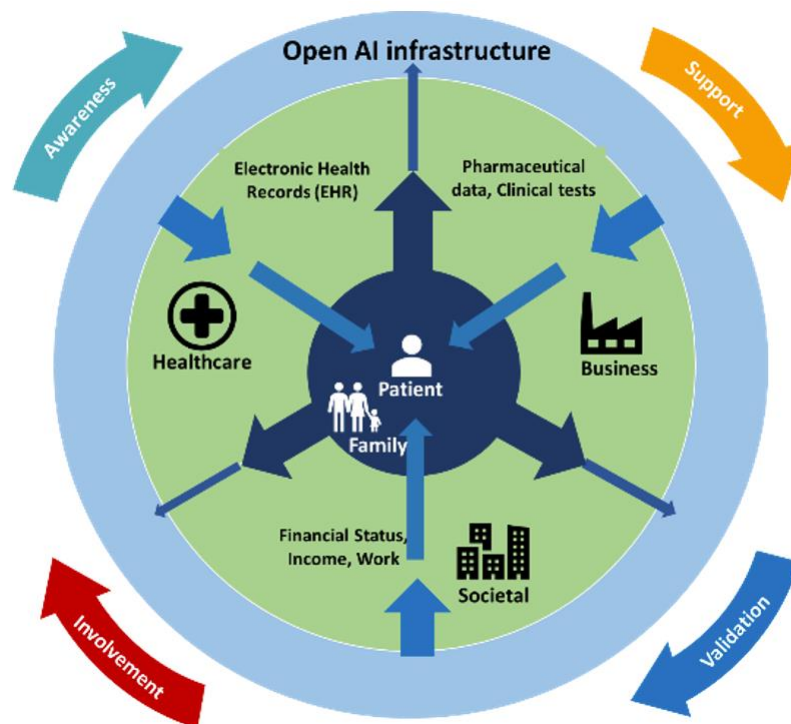 Open AI infrastructure
Awareness
Support
Electronic Health
Records (EHR)
Pharmaceutical
data, Clinical tests
Healthcare
Business
Patient
Family
Financial Status,
Income, Work
Societal
Involvement
Validation